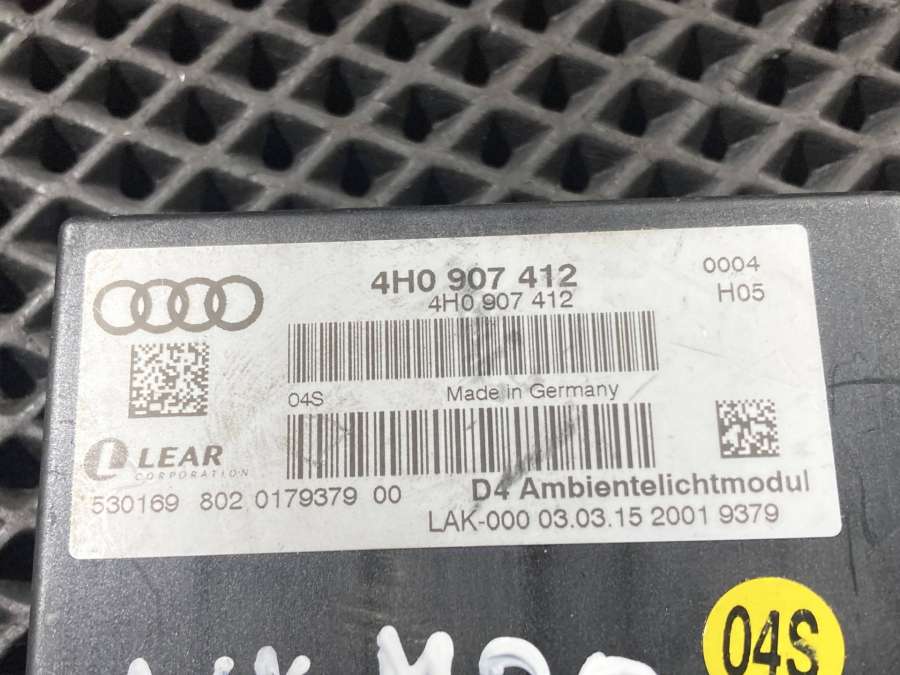 4H0 907 412
4H0 907 412
0004
H05
04S
Made in Germany
LEAR
CORPORATION
530169 802 0179379 00
D4 Ambientelichtmodul
LAK-000 03.03.15 2001 9379
04S